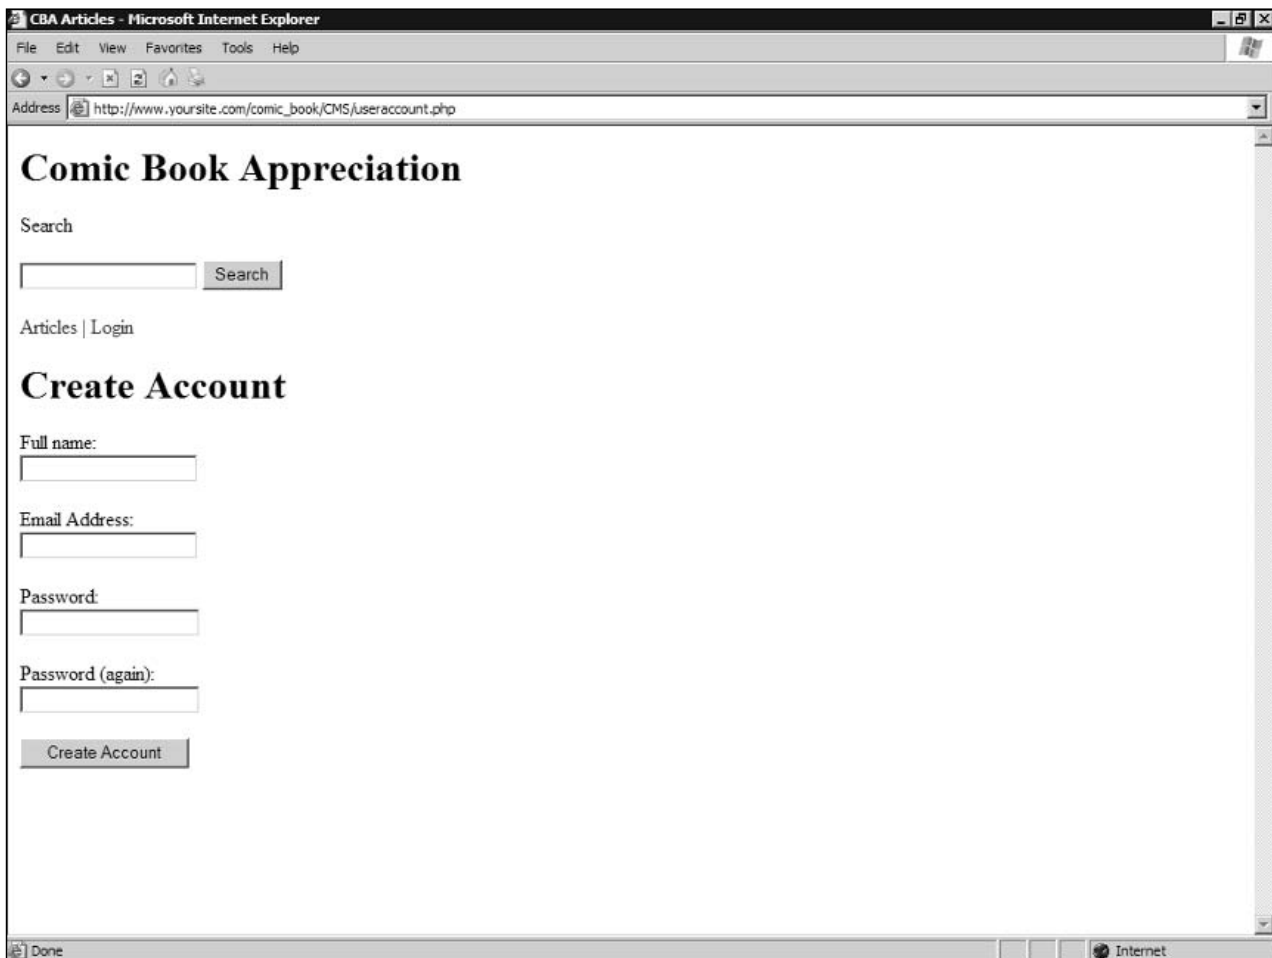 CBA Articles - Microsoft Internet Explorer
File Edit View Favorites Tools Help
Address http://www.yoursite.com/comic_book/CMS/useraccount.php
Comic Book Appreciation
Search
Search
Articles | Login
Create Account
Full name:
Email Address:
Password:
Password (again):
Create Account
Done Internet